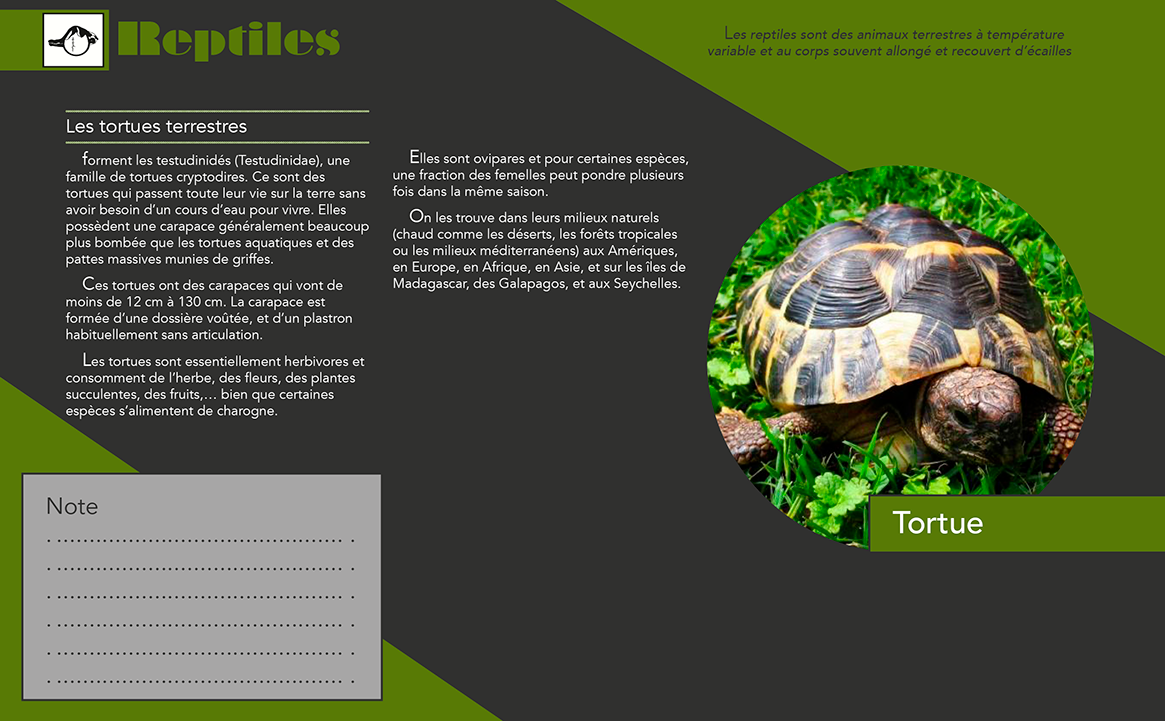 Reptiles
Les reptiles sont des animaux terrestres à température
variable et au corps souvent allongé et recouvert d'écailles
Les tortues terrestres
forment les testudinidés (Testudinidae), une
famille de tortues cryptodires. Ce sont des
tortues qui passent toute leur vie sur la terre sans
avoir besoin d'un cours d'eau pour vivre. Elles
possèdent une carapace généralement beaucoup
plus bombée que les tortues aquatiques et des
pattes massives munies de griffes.
Ces tortues ont des carapaces qui vont de
moins de 12 cm à 130 cm. La carapace est
formée d'une dossière voûtée, et d'un plastron
habituellement sans articulation.
Les tortues sont essentiellement herbivores et
consomment de l'herbe, des fleurs, des plantes
succulentes, des fruits,… bien que certaines
espèces s'alimentent de charogne.
Elles sont ovipares et pour certaines espèces,
une fraction des femelles peut pondre plusieurs
fois dans la même saison.
On les trouve dans leurs milieux naturels
(chaud comme les déserts, les forêts tropicales
ou les milieux méditerranéens) aux Amériques,
en Europe, en Afrique, en Asie, et sur les îles de
Madagascar, des Galapagos, et aux Seychelles.
Tortue
Note